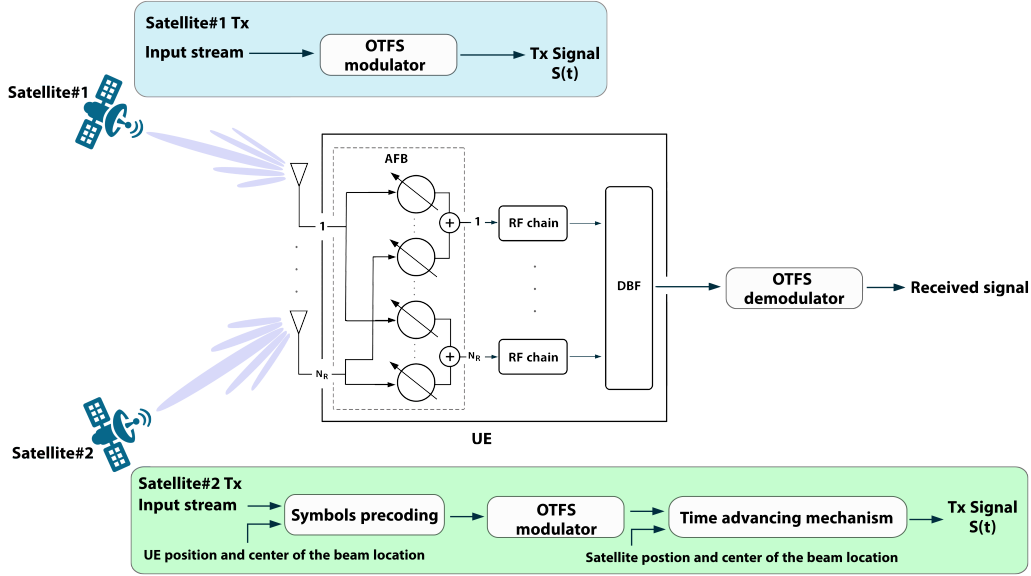 Satellite#1 Tx
Input stream
OTFS
modulator
Tx Signal
S(t)
Satellite#1
AFB
1
1
RF chain
DBF
OTFS
demodulator
Received signal
N_R
N_R
RF chain
UE
Satellite#2
Satellite#2 Tx
Input stream
Symbols precoding
OTFS
modulator
Time advancing mechanism
Tx Signal
S(t)
UE position and center of the beam location
Satellite postion and center of the beam location